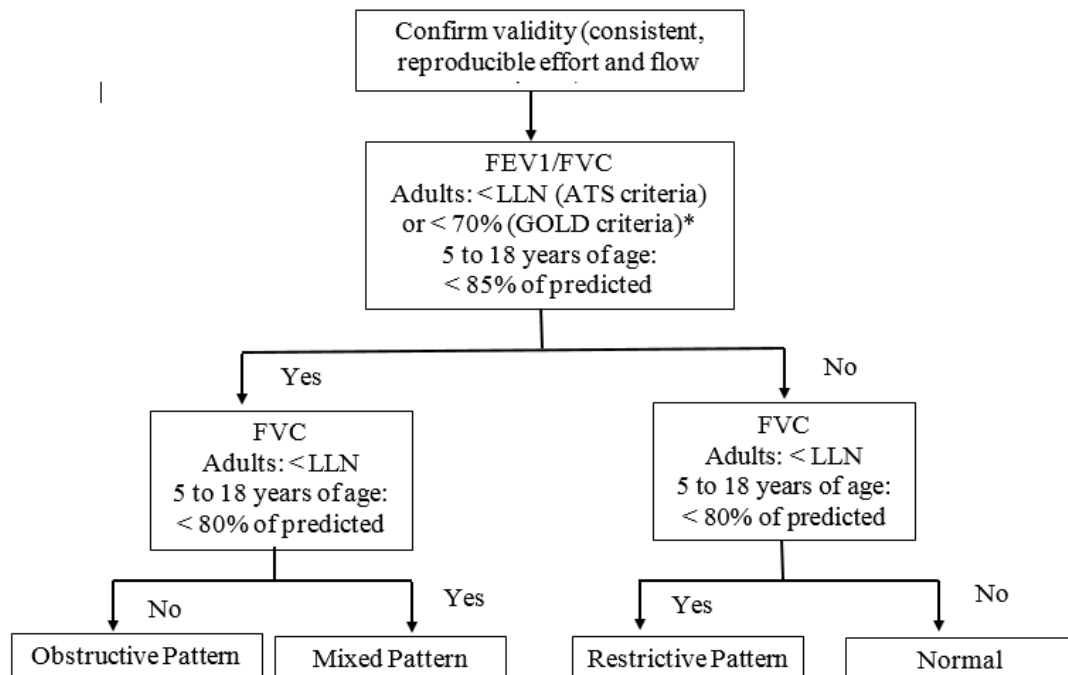 Confirm validity (consistent,
reproducible effort and flow
FEV1/FVC
Adults: <LLN (ATS criteria)
or < 70% (GOLD criteria)*
5 to 18 years of age:
< 85% of predicted
Yes
No
FVC
Adults: <LLN
5 to 18 years of age:
< 80% of predicted
FVC
Adults: <LLN
5 to 18 years of age:
< 80% of predicted
No
Yes
Yes
No
Obstructive Pattern
Mixed Pattern
Restrictive Pattern
Normal